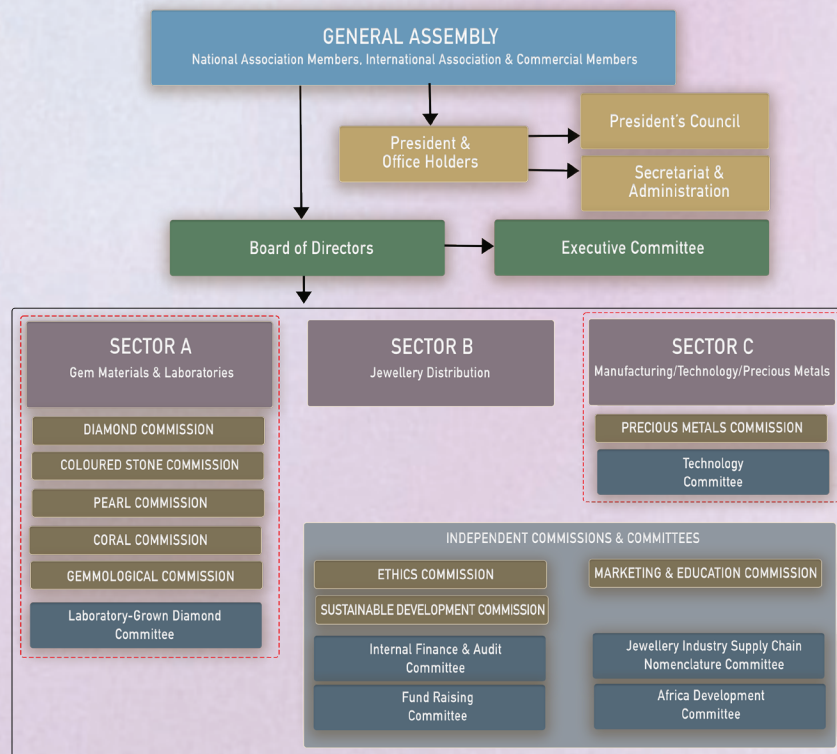 GENERAL ASSEMBLY
National Association Members, International Association & Commercial Members
President &
Office Holders
President's Council
Secretariat &
Administration
Board of Directors
Executive Committee
SECTOR A
Gem Materials & Laboratories
DIAMOND COMMISSION
COLOURED STONE COMMISSION
PEARL COMMISSION
CORAL COMMISSION
GEMMOLOGICAL COMMISSION
Laboratory-Grown Diamond
Committee
SECTOR B
Jewellery Distribution
SECTOR C
Manufacturing/Technology/Precious Metals
PRECIOUS METALS COMMISSION
Technology
Committee
INDEPENDENT COMMISSIONS & COMMITTEES
ETHICS COMMISSION
SUSTAINABLE DEVELOPMENT COMMISSION
Internal Finance & Audit
Committee
Fund Raising
Committee
MARKETING & EDUCATION COMMISSION
Jewellery Industry Supply Chain
Nomenclature Committee
Africa Development
Committee